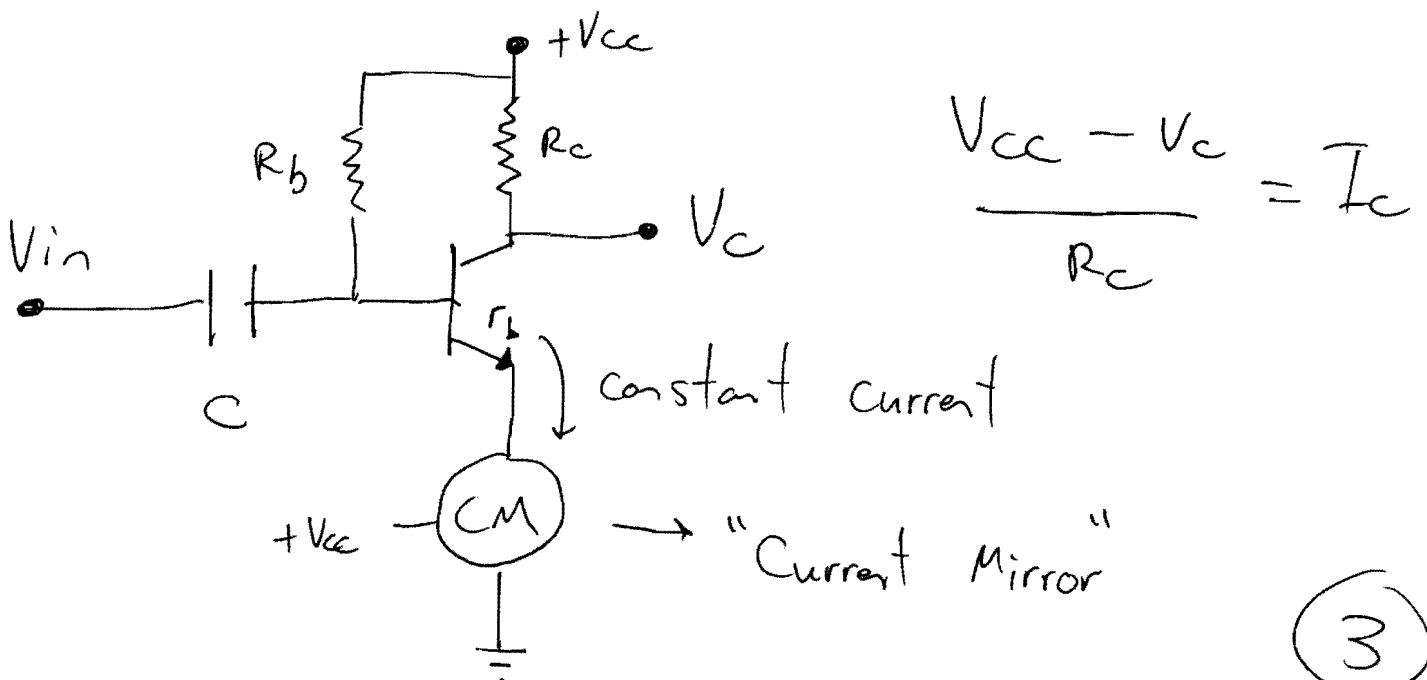 +Vcc
Rb
Rc
Vcc - Vc
= Ic
Rc
Vin
Vc
C
constant current
+Vcc
CM
"Current Mirror"
3